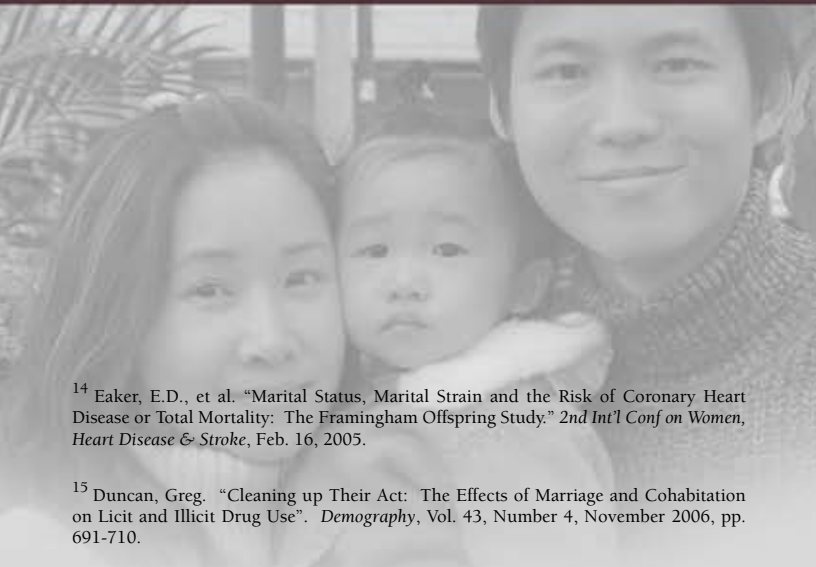 14 Eaker, E.D., et al. “Marital Status, Marital Strain and the Risk of Coronary Heart
Disease or Total Mortality: The Framingham Offspring Study.” 2nd Int’l Conf on Women,
Heart Disease & Stroke, Feb. 16, 2005.
15 Duncan, Greg. “Cleaning up Their Act: The Effects of Marriage and Cohabitation
on Licit and Illicit Drug Use”. Demography, Vol. 43, Number 4, November 2006, pp.
691-710.